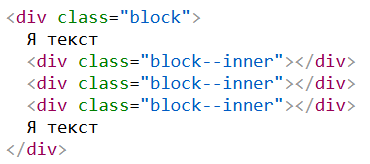 <div class="block">
  Я текст
  <div class="block--inner"></div>
  <div class="block--inner"></div>
  <div class="block--inner"></div>
  Я текст
</div>